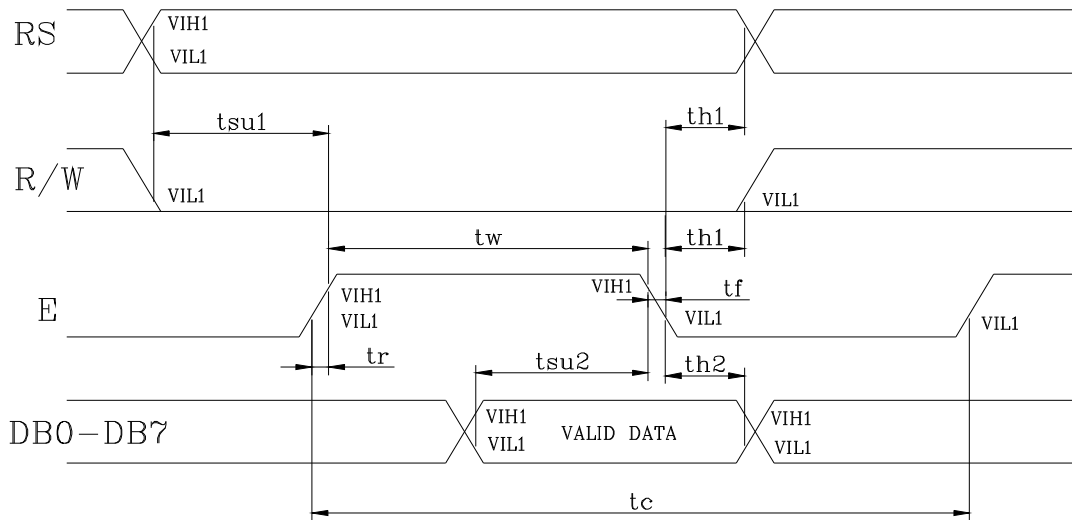 RS
VIH1
VIL1
tsu1
th1
R/W
VIL1
VIL1
tw
th1
E
VIH1
VIL1
VIH1
tf
VIL1
VIL1
tr
tsu2
th2
DB0-DB7
VIH1
VIL1
VALID DATA
VIH1
VIL1
tc